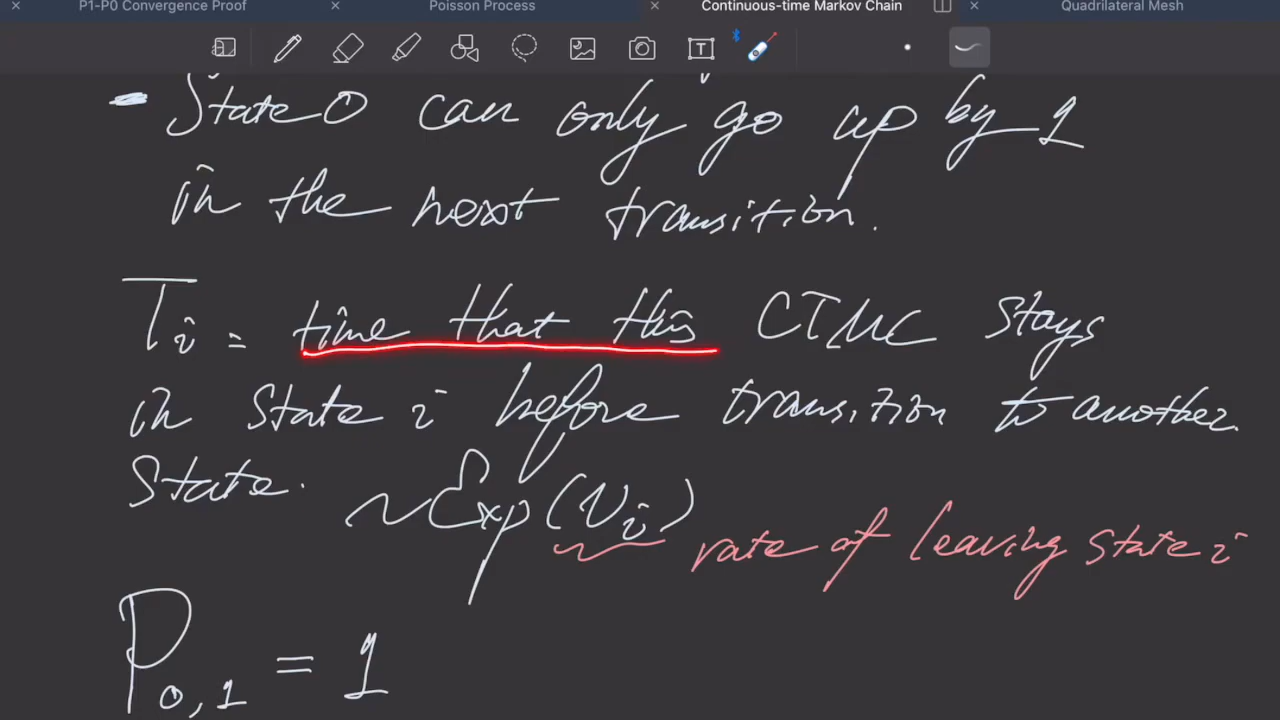 P1-P0 Convergence Proof
Poisson Process
Continuous-time Markov Chain
Quadrilateral Mesh
- State 0 can only go up by 1
in the next transition.
Tᵢ = time that this CTMC stays
in state i before transition to another
state. ~ Exp(νᵢ) rate of leaving state i
P₀,₁ = 1